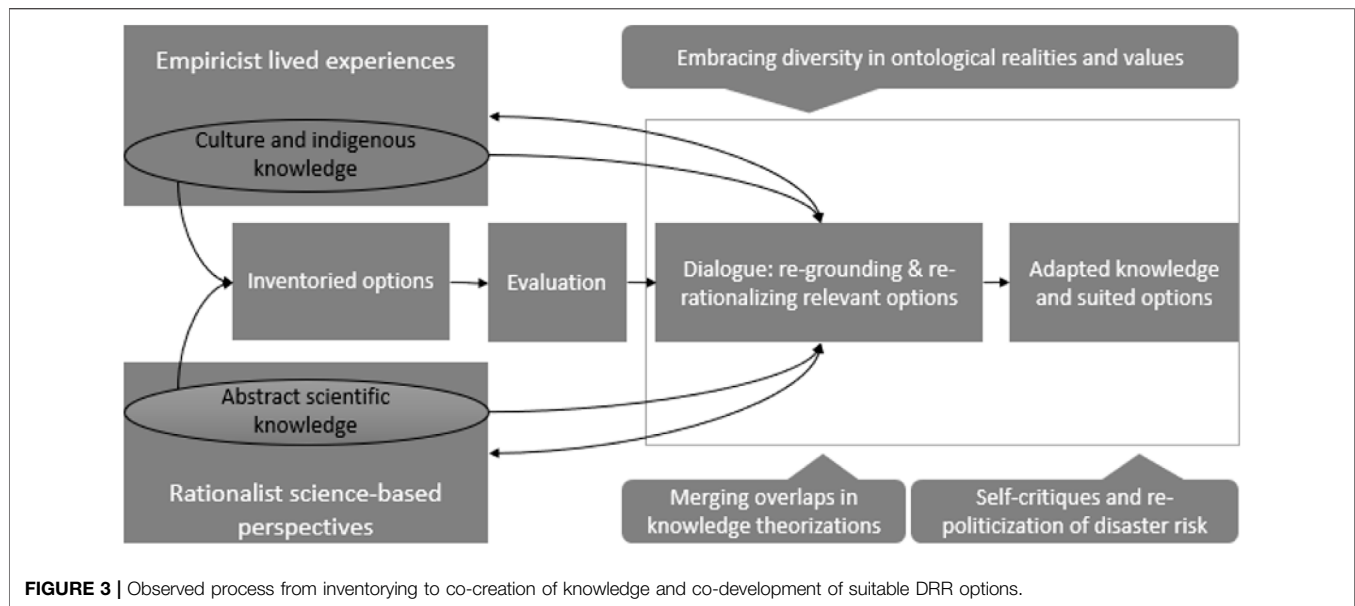 Empiricist lived experiences
Culture and indigenous
knowledge
Embracing diversity in ontological realities and values
Inventoried options
Evaluation
Dialogue: re-grounding & re-
rationalizing relevant options
Adapted knowledge
and suited options
Abstract scientific
knowledge
Rationalist science-based
perspectives
Merging overlaps in
knowledge theorizations
Self-critiques and re-
politicization of disaster risk
FIGURE 3 | Observed process from inventorying to co-creation of knowledge and co-development of suitable DRR options.